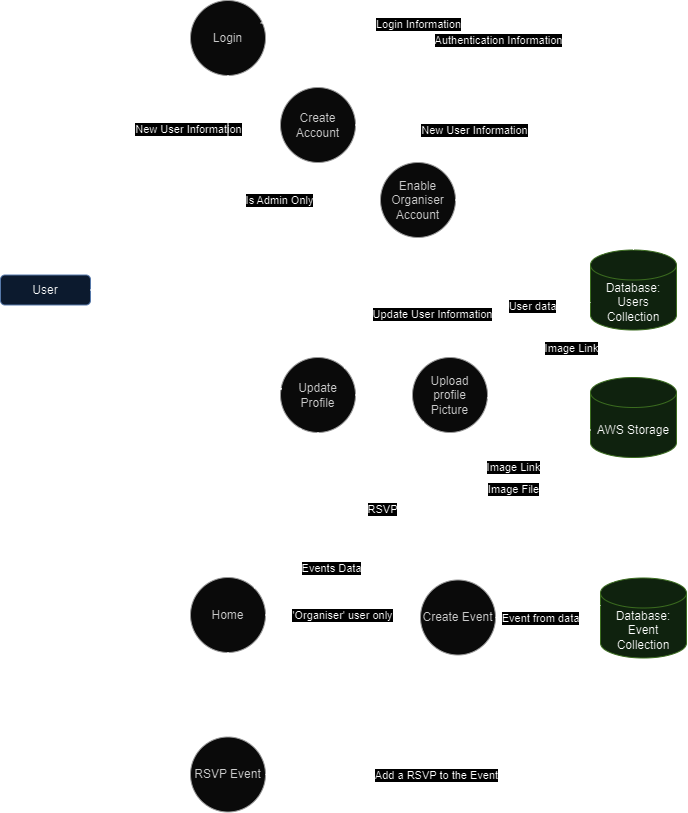 Login
Login Information
Authentication Information
Create
Account
New User Information
New User Information
Enable
Organiser
Account
Is Admin Only
User
Database:
Users
Collection
User data
Update User Information
Image Link
Update
Profile
Upload
profile
Picture
AWS Storage
Image Link
Image File
RSVP
Events Data
Home
'Organiser' user only
Create Event
Event from data
Database:
Event
Collection
RSVP Event
Add a RSVP to the Event